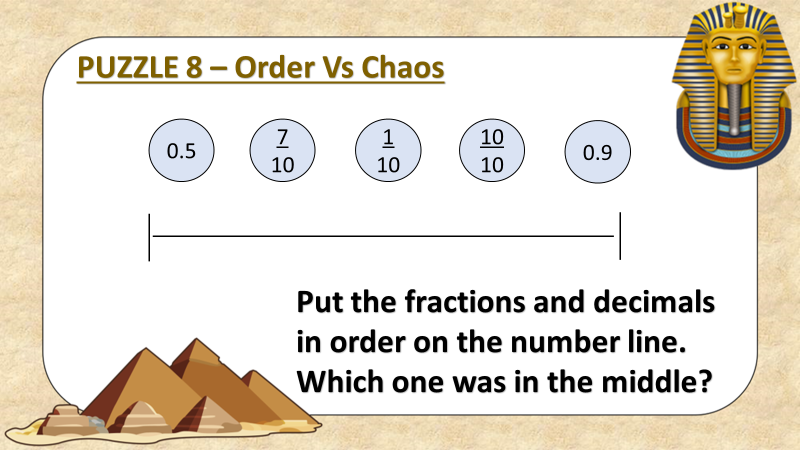 PUZZLE 8 – Order Vs Chaos
0.5
7
10
1
10
10
10
0.9
Put the fractions and decimals
in order on the number line.
Which one was in the middle?